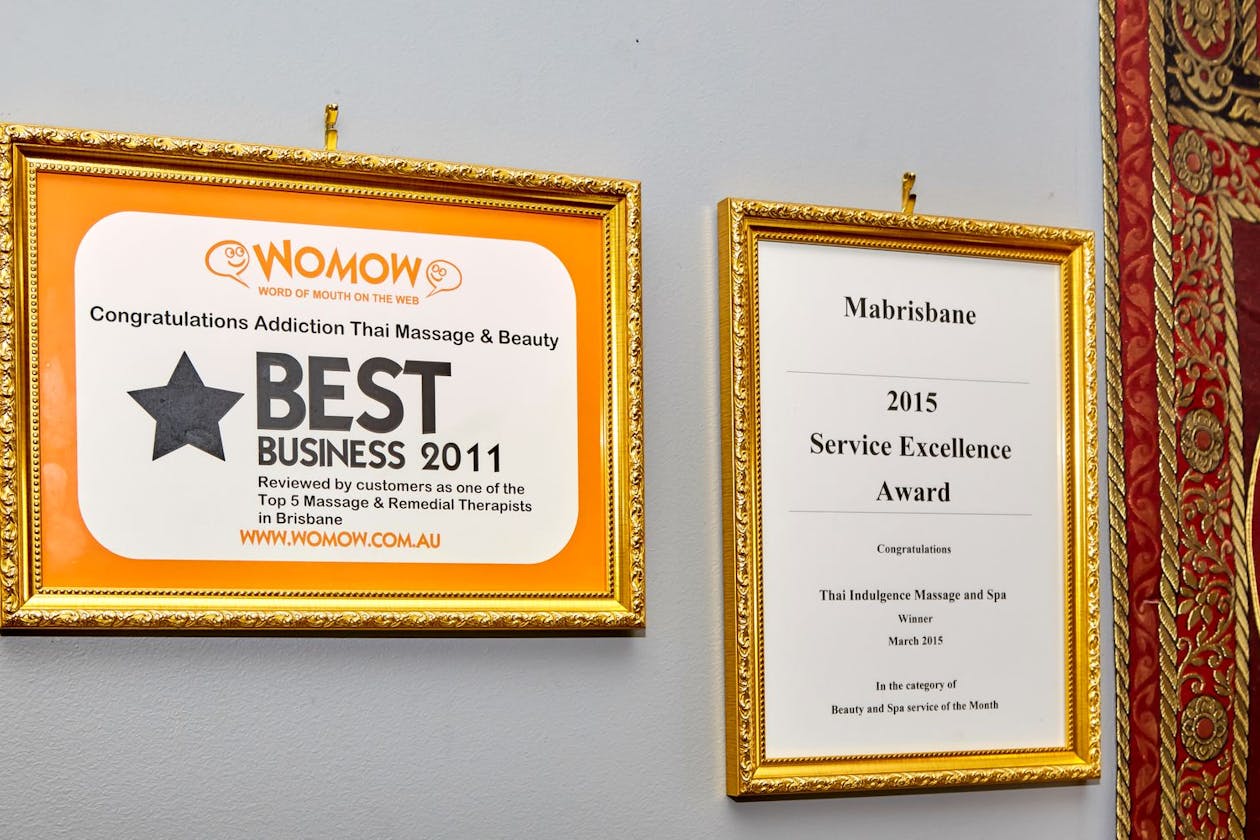 WOMOW
WORD OF MOUTH ON THE WEB
Congratulations Addiction Thai Massage & Beauty
BEST
BUSINESS 2011
Reviewed by customers as one of the
Top 5 Massage & Remedial Therapists
in Brisbane
WWW.WOMOW.COM.AU
Mabrisbane
2015
Service Excellence
Award
Congratulations
Thai Indulgence Massage and Spa
Winner
March 2015
In the category of
Beauty and Spa service of the Month